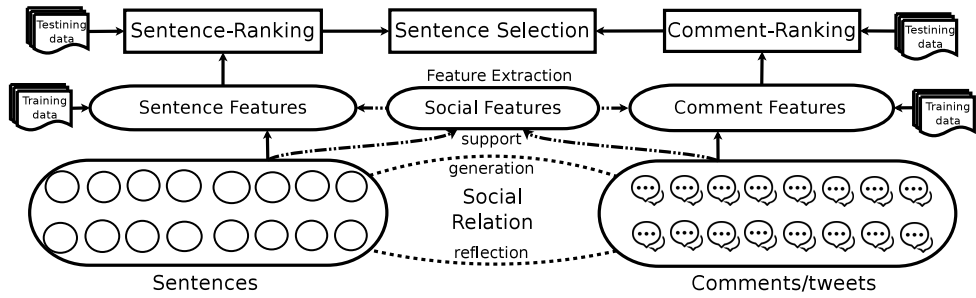 Testining
data
Sentence-Ranking
Sentence Selection
Comment-Ranking
Testining
data
Feature Extraction
Training
data
Sentence Features
Social Features
Comment Features
Training
data
support
generation
Social
Relation
reflection
Sentences
Comments/tweets